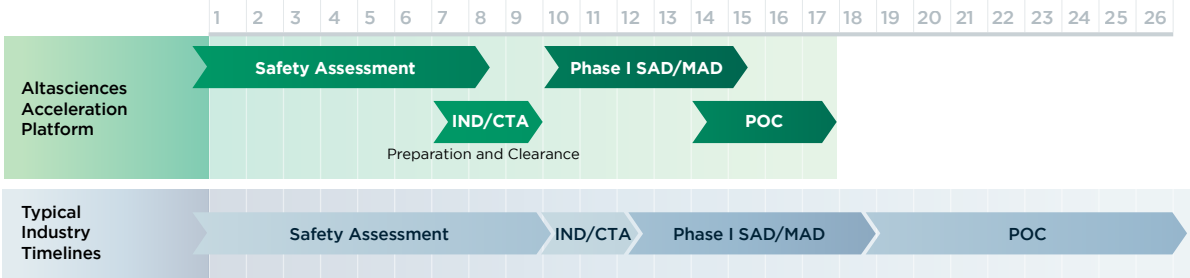 1 2 3 4 5 6 7 8 9 10 11 12 13 14 15 16 17 18 19 20 21 22 23 24 25 26
Altasciences
Acceleration
Platform
Safety Assessment
Phase I SAD/MAD
IND/CTA
POC
Preparation and Clearance
Typical
Industry
Timelines
Safety Assessment
IND/CTA
Phase I SAD/MAD
POC